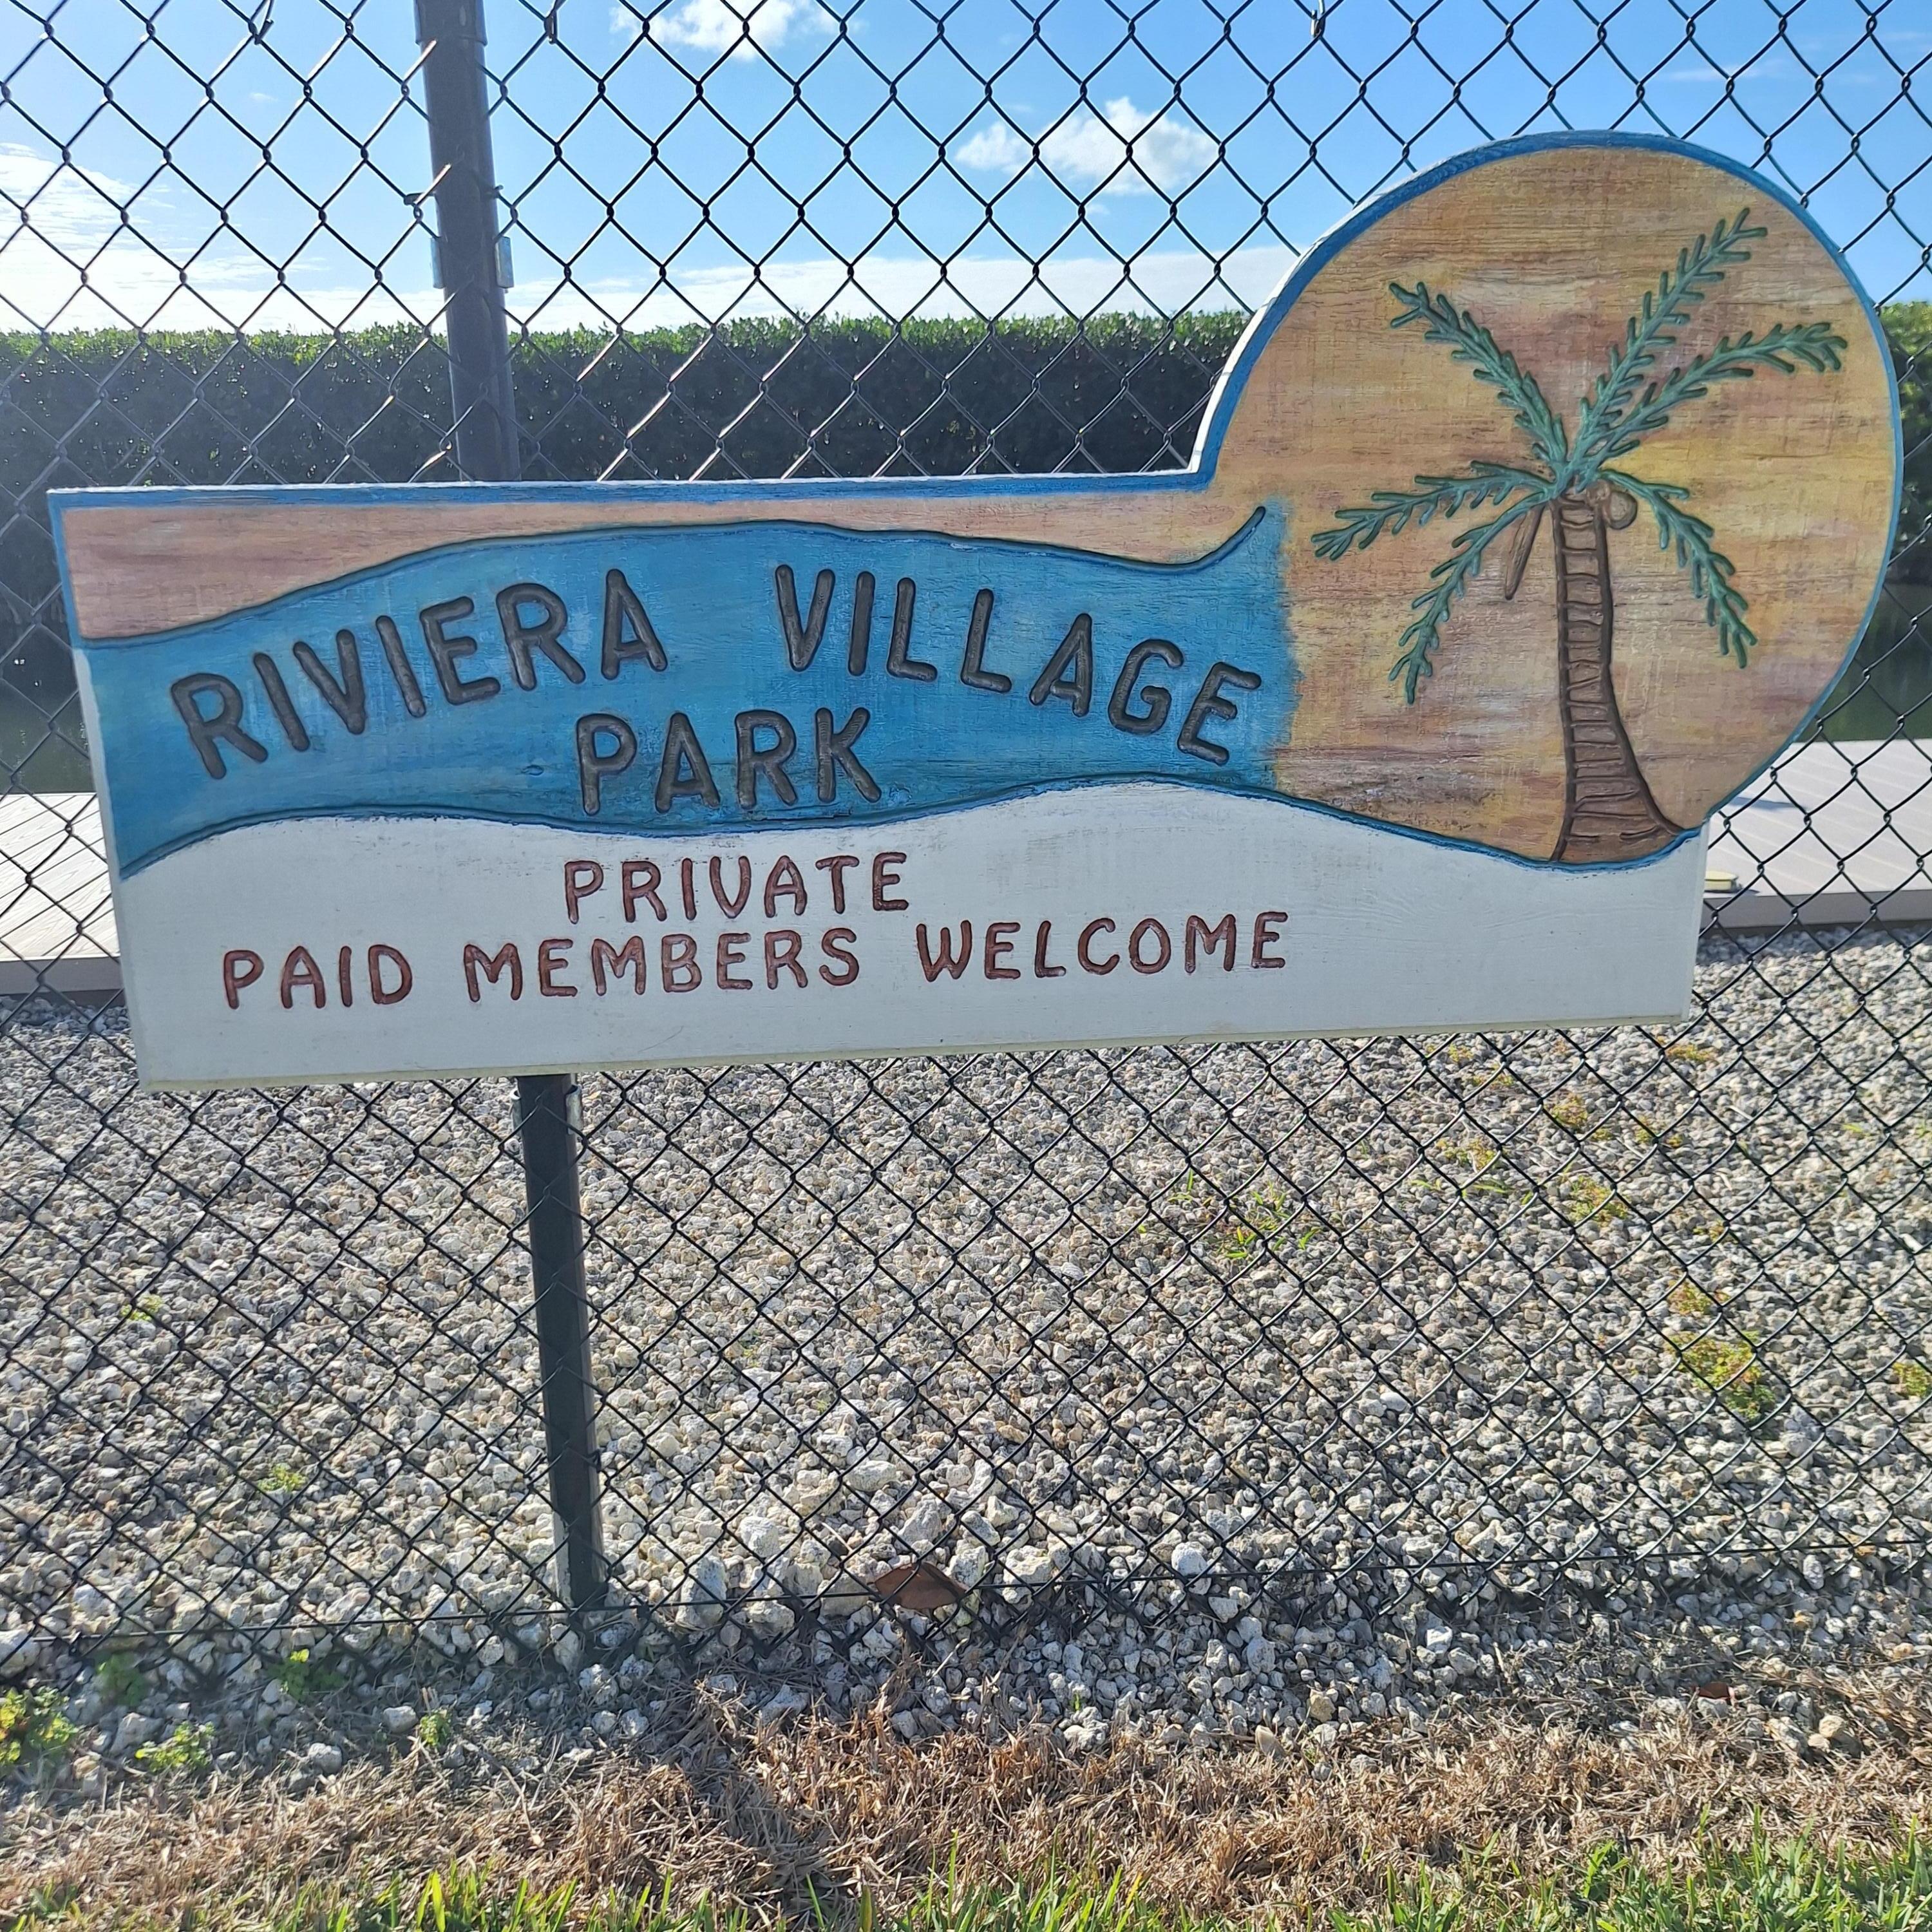 RIVIERA VILLAGE
PARK
PRIVATE
PAID MEMBERS WELCOME